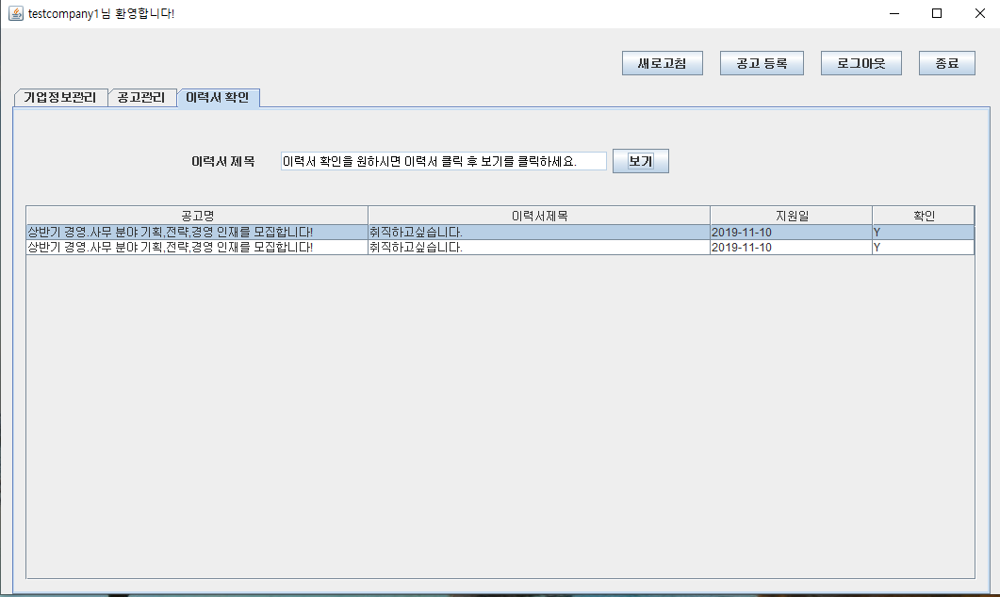 testcompany1님 환영합니다!
새로고침 공고 등록 로그아웃 종료
기업정보관리 공고관리 이력서 확인
이력서 제목 이력서 확인을 원하시면 이력서 클릭 후 보기를 클릭하세요. 보기
공고명 이력서제목 지원일 확인
상반기 경영.사무 분야 기획,전략,경영 인재를 모집합니다! 취직하고싶습니다. 2019-11-10 Y
상반기 경영.사무 분야 기획,전략,경영 인재를 모집합니다! 취직하고싶습니다. 2019-11-10 Y